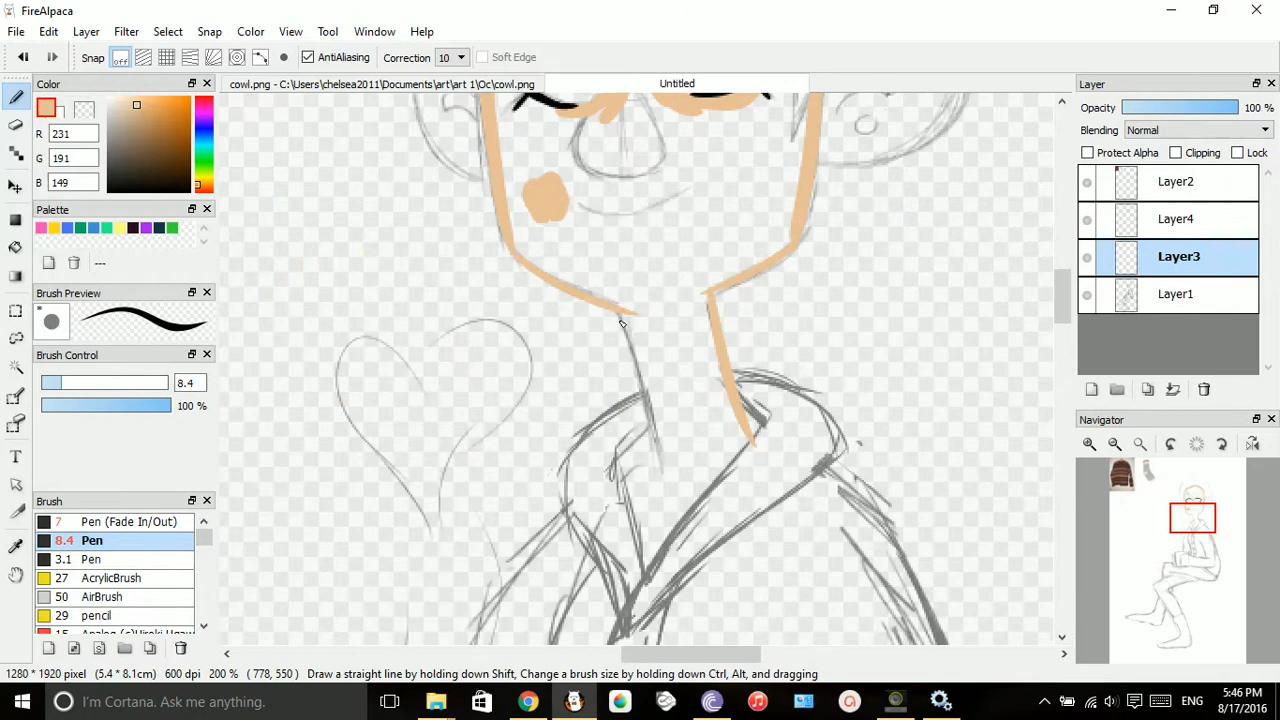 FireAlpaca
File Edit Layer Filter Select Snap Color View Tool Window Help
Snap off AntiAliasing Correction 10 Soft Edge
Color
cowl.png - C:\Users\chelsea2011\Documents\art\art 1\Oc\cowl.png Untitled
Layer
R 231
G 191
B 149
Opacity 100 %
Blending Normal
Protect Alpha Clipping Lock
Layer2
Layer4
Layer3
Layer1
Palette
---
Brush Preview
Brush Control
8.4
100 %
Navigator
Brush
7 Pen (Fade In/Out)
8.4 Pen
3.1 Pen
27 AcrylicBrush
50 AirBrush
29 pencil
1280 * 1920 pixel (5.4 * 8.1cm) 600 dpi 200 % (778, 550) Draw a straight line by holding down Shift, Change a brush size by holding down Ctrl, Alt, and dragging
I'm Cortana. Ask me anything.
ENG
5:46 PM
8/17/2016